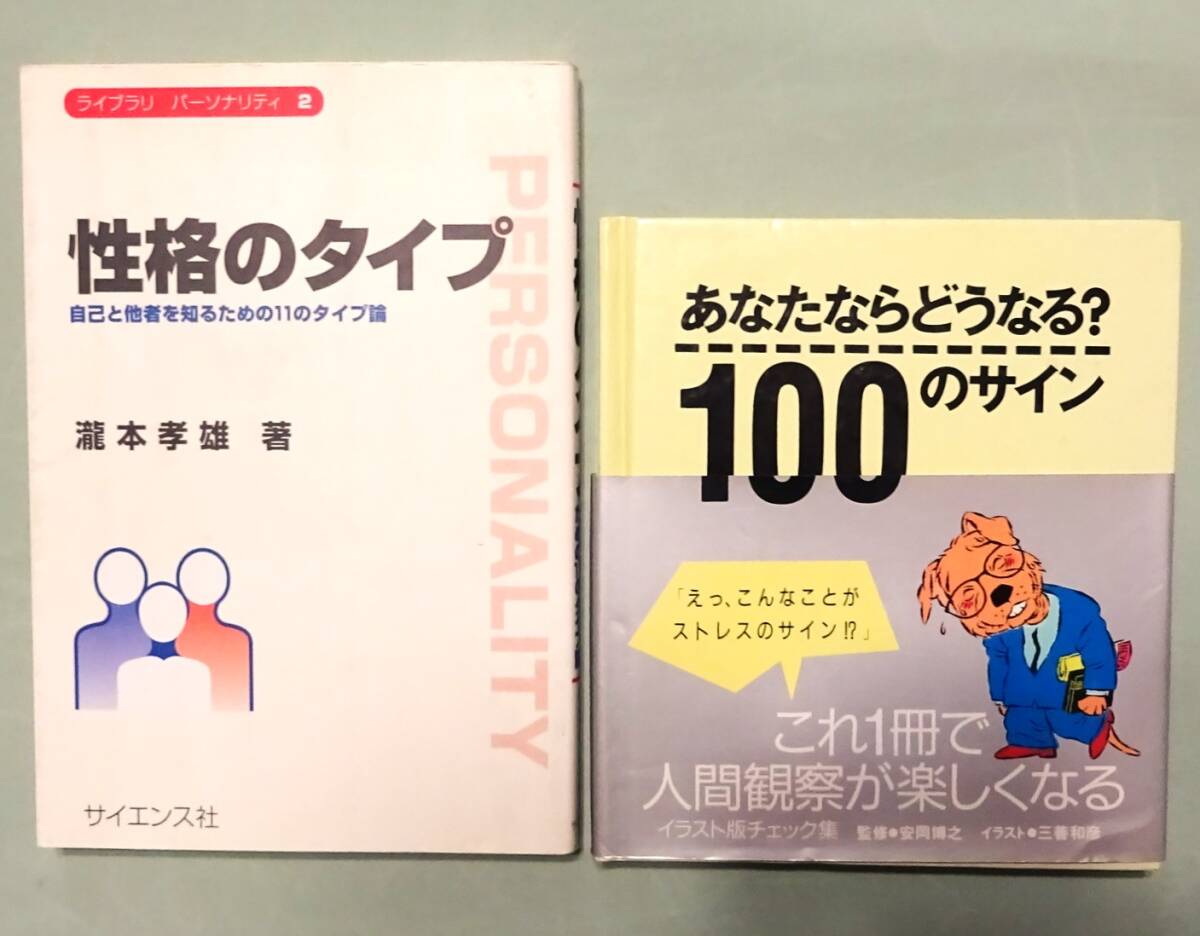 ライブラリ パーソナリティ 2
PERSONALITY
性格のタイプ
自己と他者を知るための11のタイプ論
瀧本孝雄 著
サイエンス社
あなたならどうなる?
100のサイン
「えっ、こんなことが
ストレスのサイン!?」
これ1冊で
人間観察が楽しくなる
イラスト版チェック集 監修●安岡博之 イラスト●三善和彦